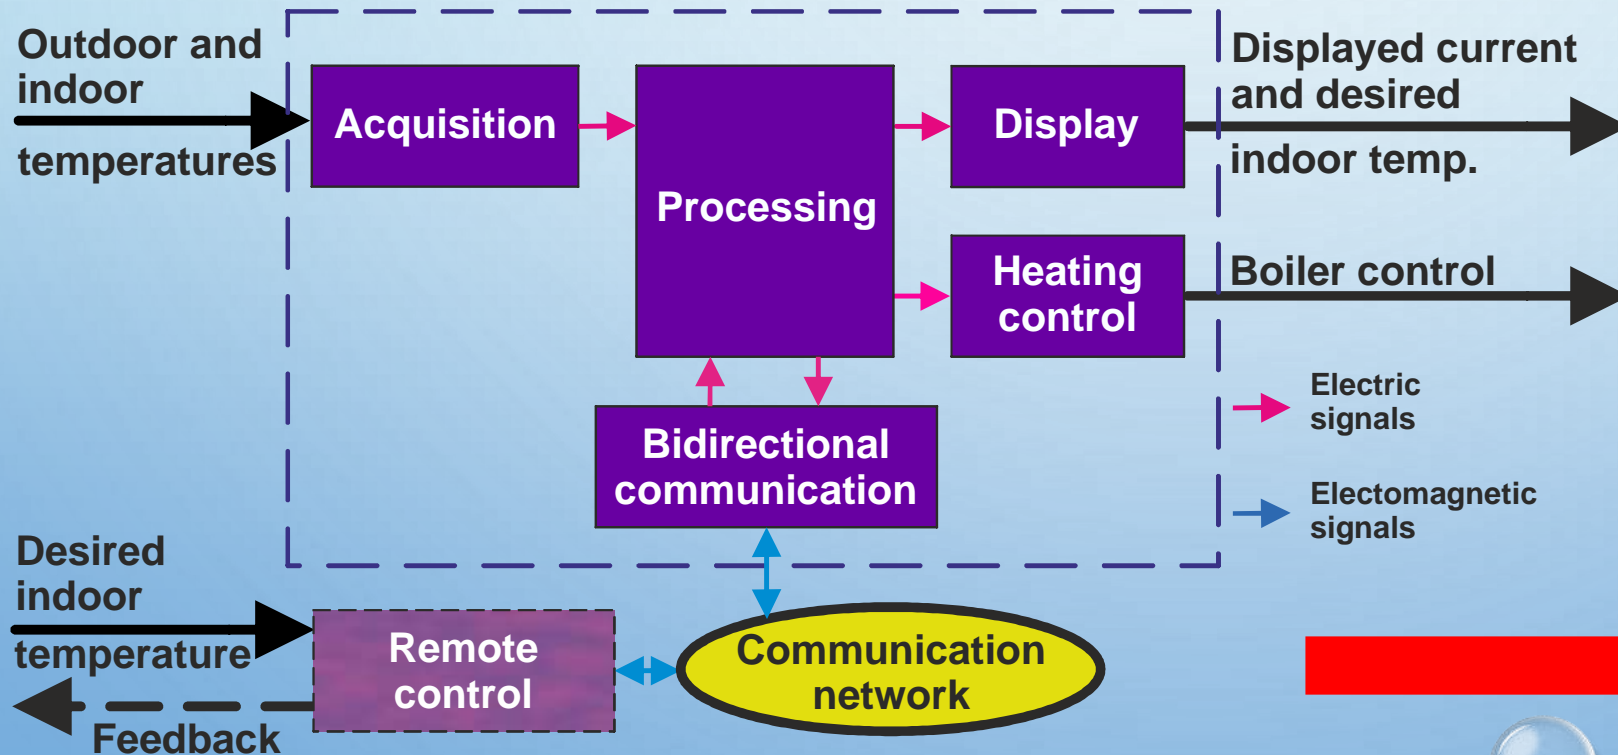 Outdoor and
indoor
temperatures
Acquisition
Processing
Display
Displayed current
and desired
indoor temp.
Heating
control
Boiler control
Bidirectional
communication
Electric
signals
Electomagnetic
signals
Desired
indoor
temperature
Remote
control
Communication
network
Feedback